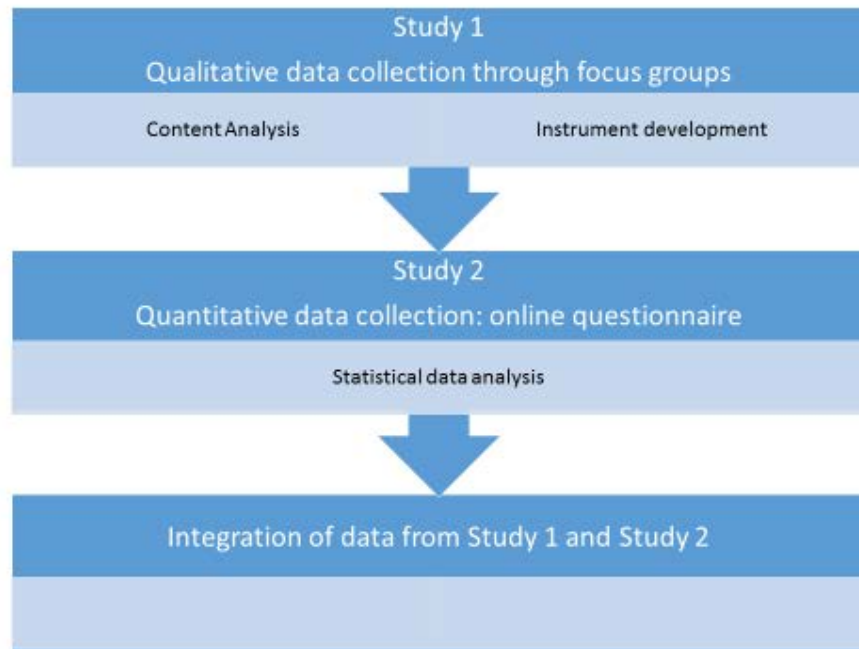 Study 1
Qualitative data collection through focus groups
Content Analysis
Instrument development
Study 2
Quantitative data collection: online questionnaire
Statistical data analysis
Integration of data from Study 1 and Study 2